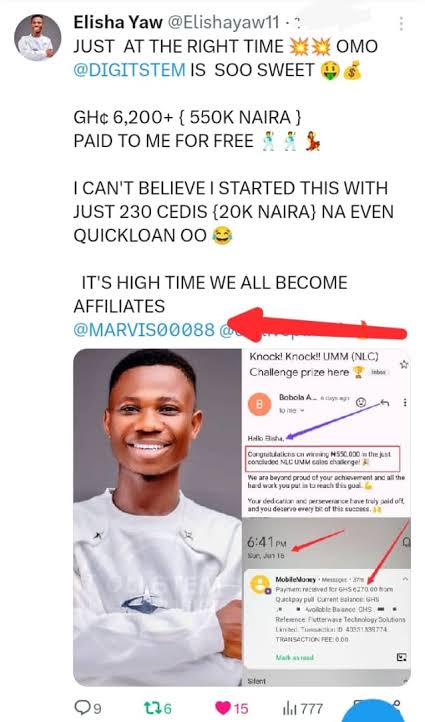 Elisha Yaw @Elishayaw11 ·
JUST AT THE RIGHT TIME 💥💥 OMO
@DIGITSTEM IS SOO SWEET 🤑💰
GH¢ 6,200+ { 550K NAIRA }
PAID TO ME FOR FREE 🕺🕺💃
I CAN'T BELIEVE I STARTED THIS WITH
JUST 230 CEDIS {20K NAIRA} NA EVEN
QUICKLOAN OO 😂
IT'S HIGH TIME WE ALL BECOME
AFFILIATES
@MARVIS00088
Knock! Knock!! UMM (NLC)
Challenge prize here 🏆 Inbox
B
Bobola A... 6 days ago
to me
Hello Elisha,
Congratulations on winning ₦550,000 in the just
concluded NLC UMM sales challenge! 🎉
We are beyond proud of your achievement and all the
hard work you put in to reach this goal. 💪
Your dedication and perseverance have truly paid off,
and you deserve every bit of this success. 🙌
6:41 PM
Sun, Jun 16
MobileMoney · Messages · 37m
Payment received for GHS 6270.00 from
Quickpay pull Current Balance: GHS
Available Balance: GHS
Reference: Flutterwave Technology Solutions
Limited. Transaction ID:
TRANSACTION FEE: 0.00
Mark as read
Silent
9
6
15
777